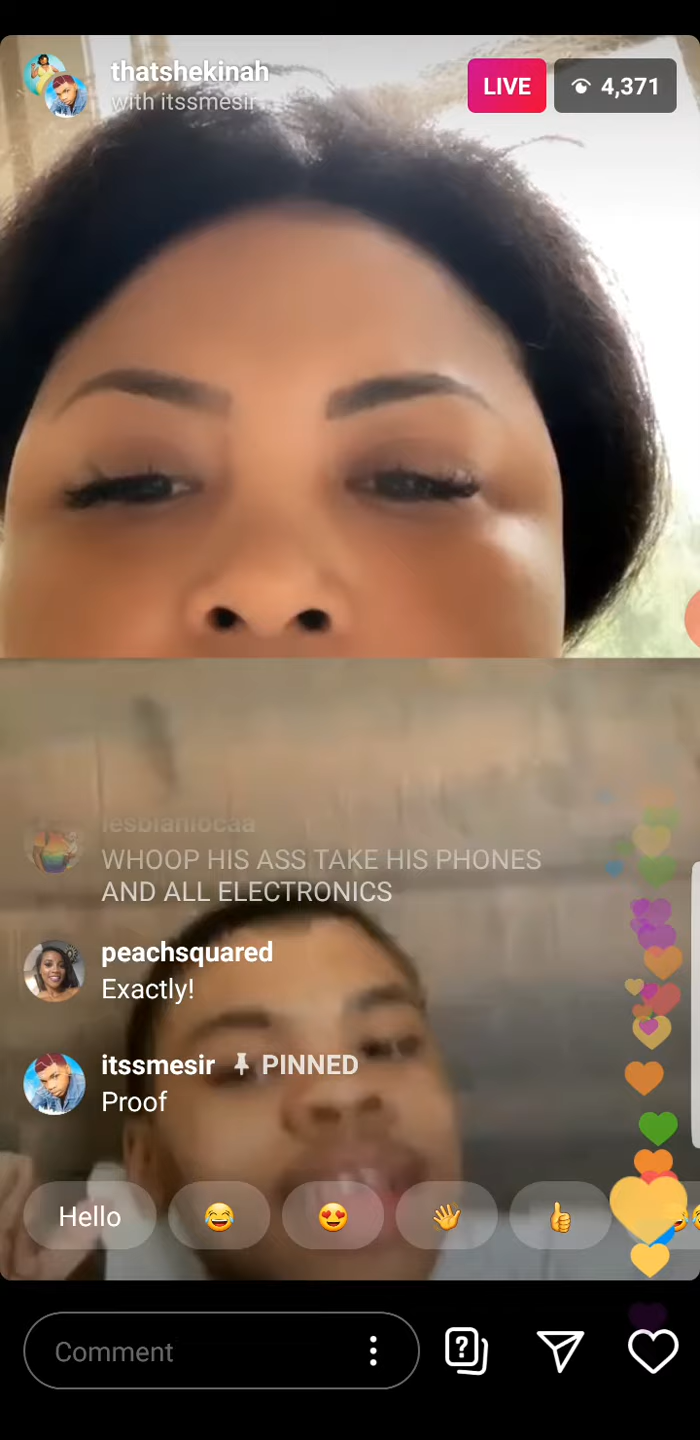 thatshekinah
with itssmesir
LIVE
4,371
lesbianlocaa
WHOOP HIS ASS TAKE HIS PHONES
AND ALL ELECTRONICS
peachsquared
Exactly!
itssmesir PINNED
Proof
Hello
Comment